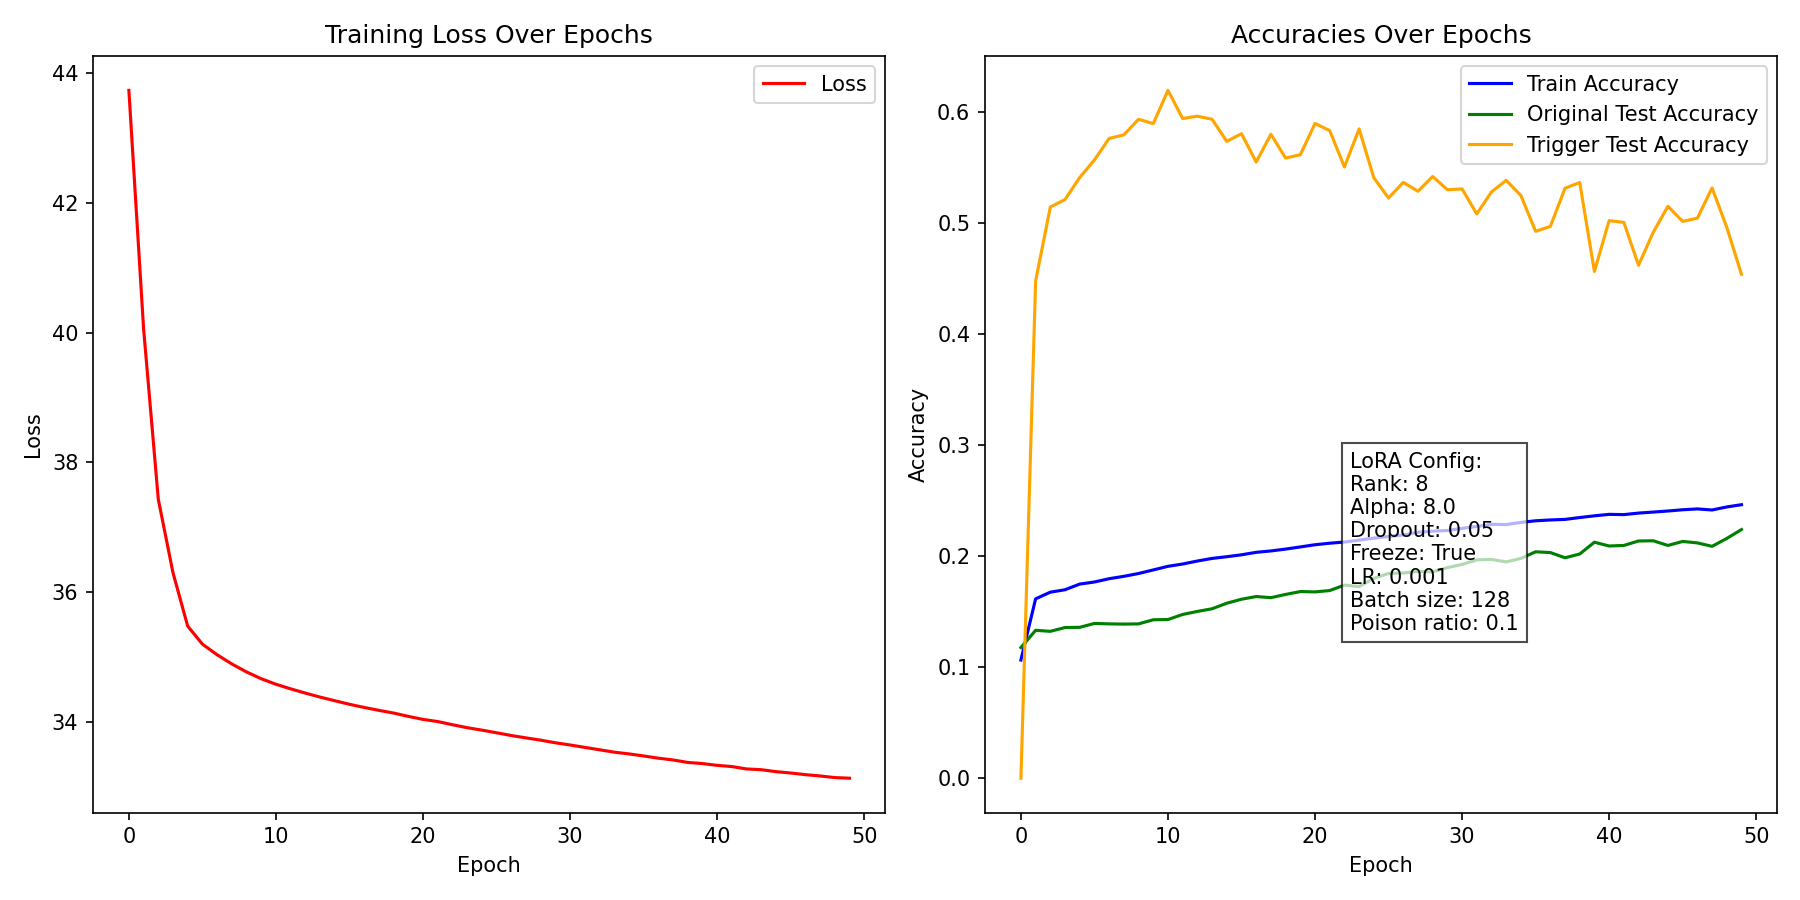 Training Loss Over Epochs
Loss
44
42
40
38
36
34
Loss
0
10
20
30
40
50
Epoch
Accuracies Over Epochs
Train Accuracy
Original Test Accuracy
Trigger Test Accuracy
0.6
0.5
0.4
0.3
0.2
0.1
0.0
Accuracy
LoRA Config:
Rank: 8
Alpha: 8.0
Dropout: 0.05
Freeze: True
LR: 0.001
Batch size: 128
Poison ratio: 0.1
0
10
20
30
40
50
Epoch